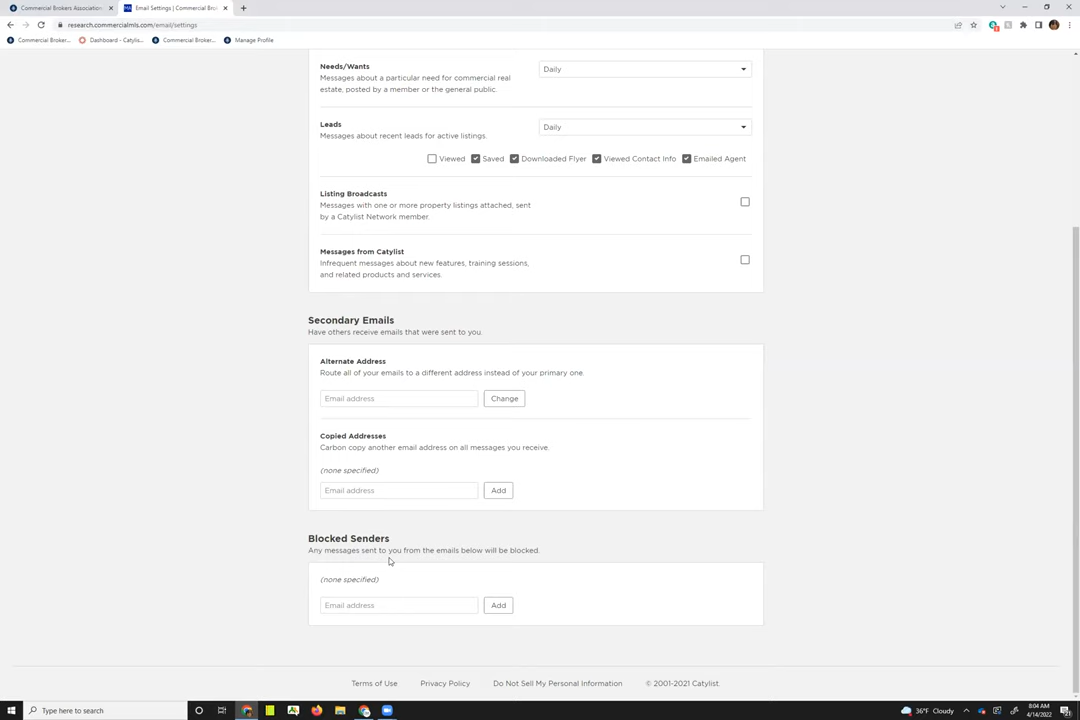 Commercial Brokers Association
Email Settings | Commercial Bro
research.commercialmls.com/email/settings
Commercial Broker...
Dashboard - Catylis...
Commercial Broker...
Manage Profile
Needs/Wants
Messages about a particular need for commercial real
estate, posted by a member or the general public.
Daily
Leads
Messages about recent leads for active listings.
Daily
Viewed
Saved
Downloaded Flyer
Viewed Contact Info
Emailed Agent
Listing Broadcasts
Messages with one or more property listings attached, sent
by a Catylist Network member.
Messages from Catylist
Infrequent messages about new features, training sessions,
and related products and services.
Secondary Emails
Have others receive emails that were sent to you.
Alternate Address
Route all of your emails to a different address instead of your primary one.
Email address
Change
Copied Addresses
Carbon copy another email address on all messages you receive.
(none specified)
Email address
Add
Blocked Senders
Any messages sent to you from the emails below will be blocked.
(none specified)
Email address
Add
Terms of Use
Privacy Policy
Do Not Sell My Personal Information
© 2001-2021 Catylist.
Type here to search
36°F Cloudy
8:04 AM
4/14/2022